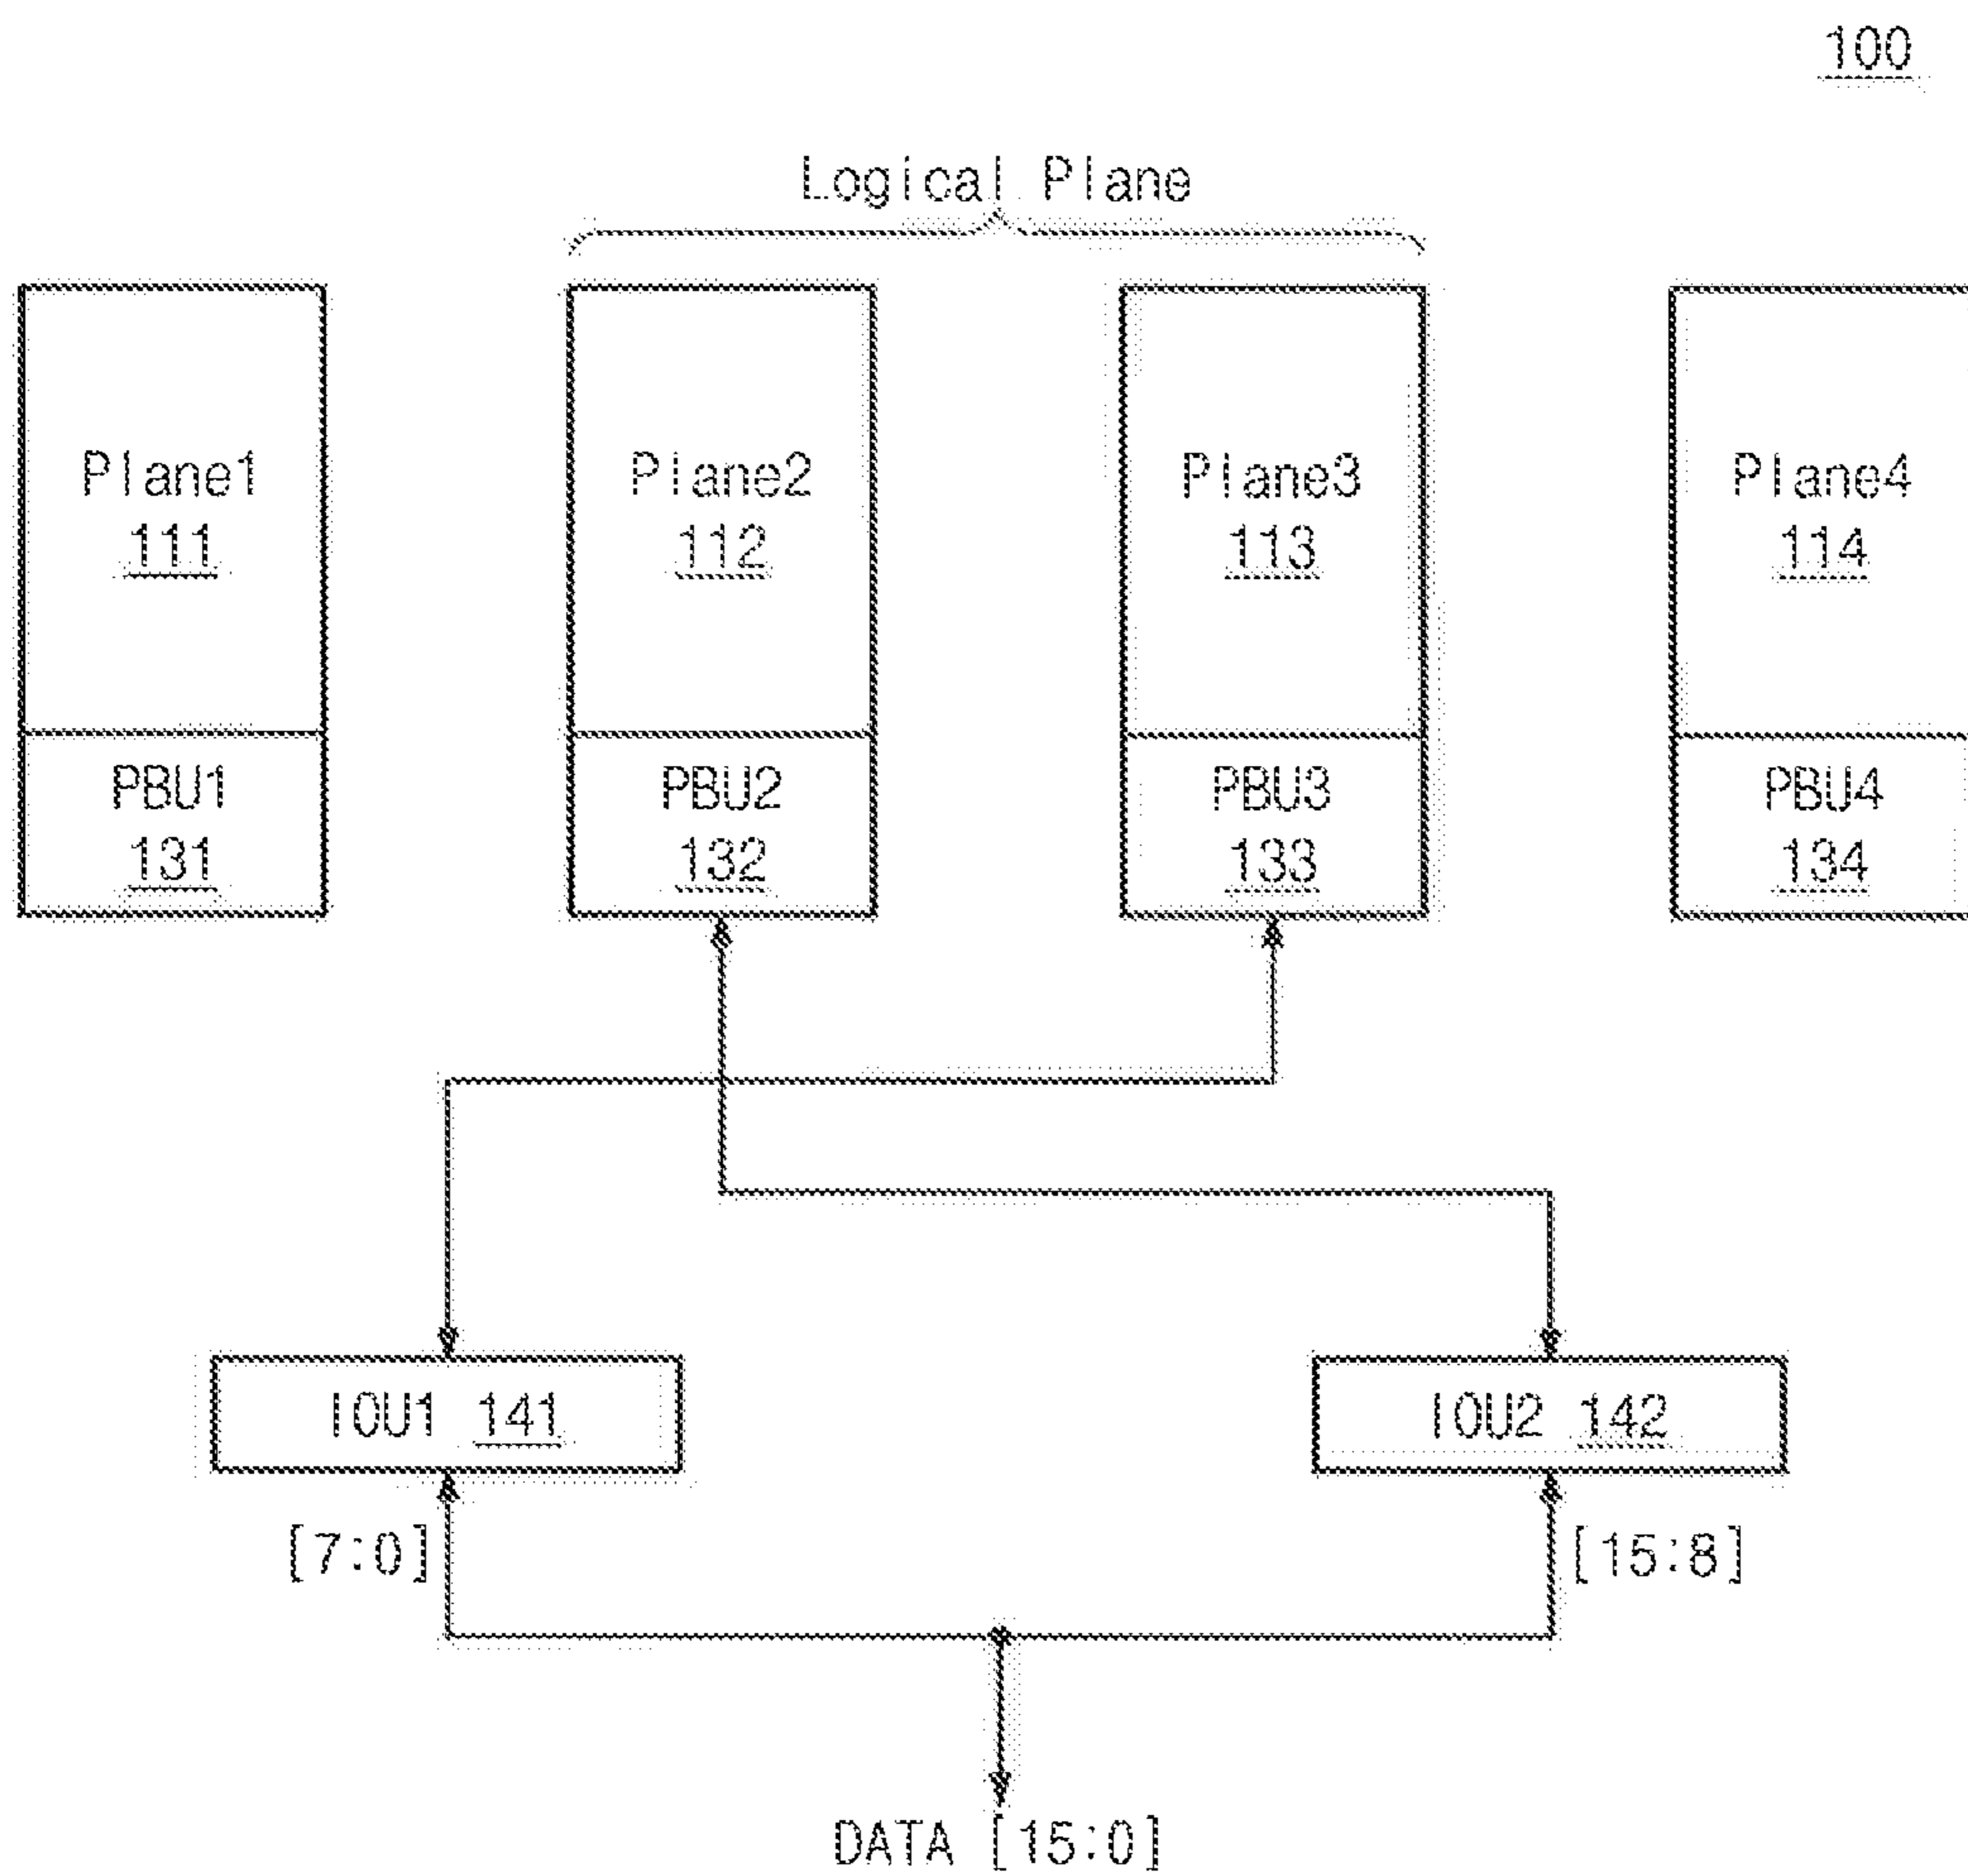 100
Logical Plane
Plane1
111
Plane2
112
Plane3
113
Plane4
114
PBU1
131
PBU2
132
PBU3
133
PBU4
134
IOU1 141
IOU2 142
[7:0]
[15:8]
DATA [15:0]